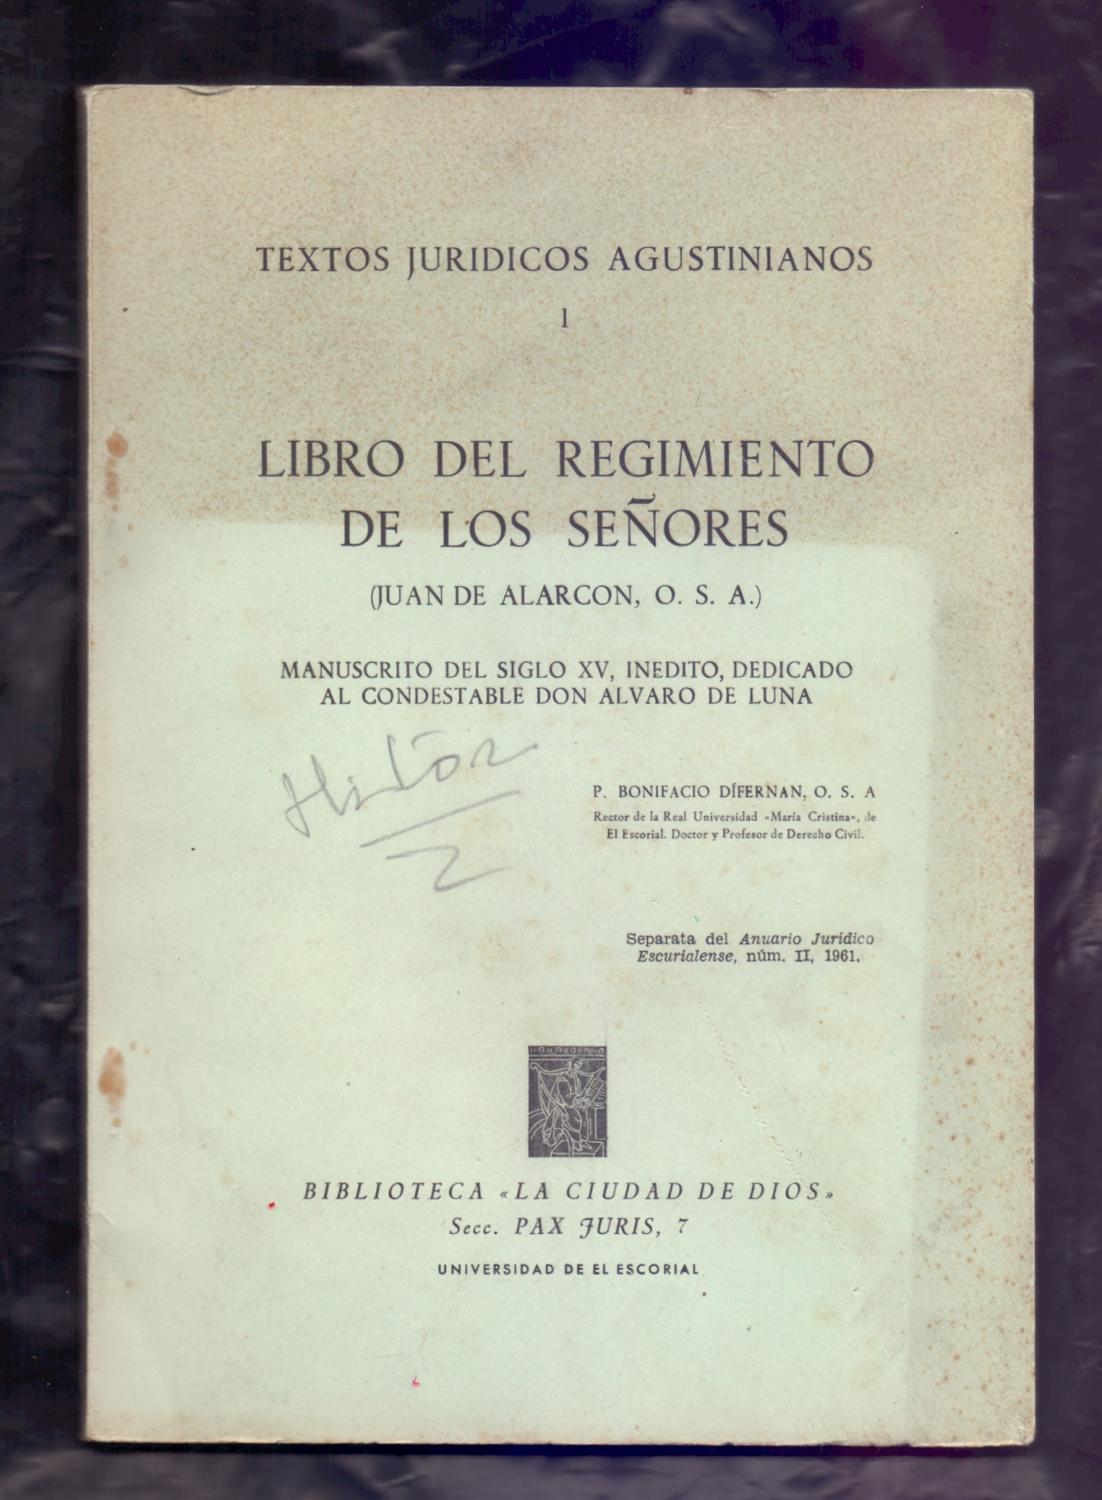 TEXTOS JURIDICOS AGUSTINIANOS
I
LIBRO DEL REGIMIENTO
DE LOS SEÑORES
(JUAN DE ALARCON, O. S. A.)
MANUSCRITO DEL SIGLO XV, INEDITO, DEDICADO
AL CONDESTABLE DON ALVARO DE LUNA
P. BONIFACIO DÍFERNAN, O. S. A
Rector de la Real Universidad «María Cristina», de
El Escorial. Doctor y Profesor de Derecho Civil.
Separata del Anuario Jurídico
Escurialense, núm. II, 1961.
BIBLIOTECA «LA CIUDAD DE DIOS»
Secc. PAX JURIS, 7
UNIVERSIDAD DE EL ESCORIAL